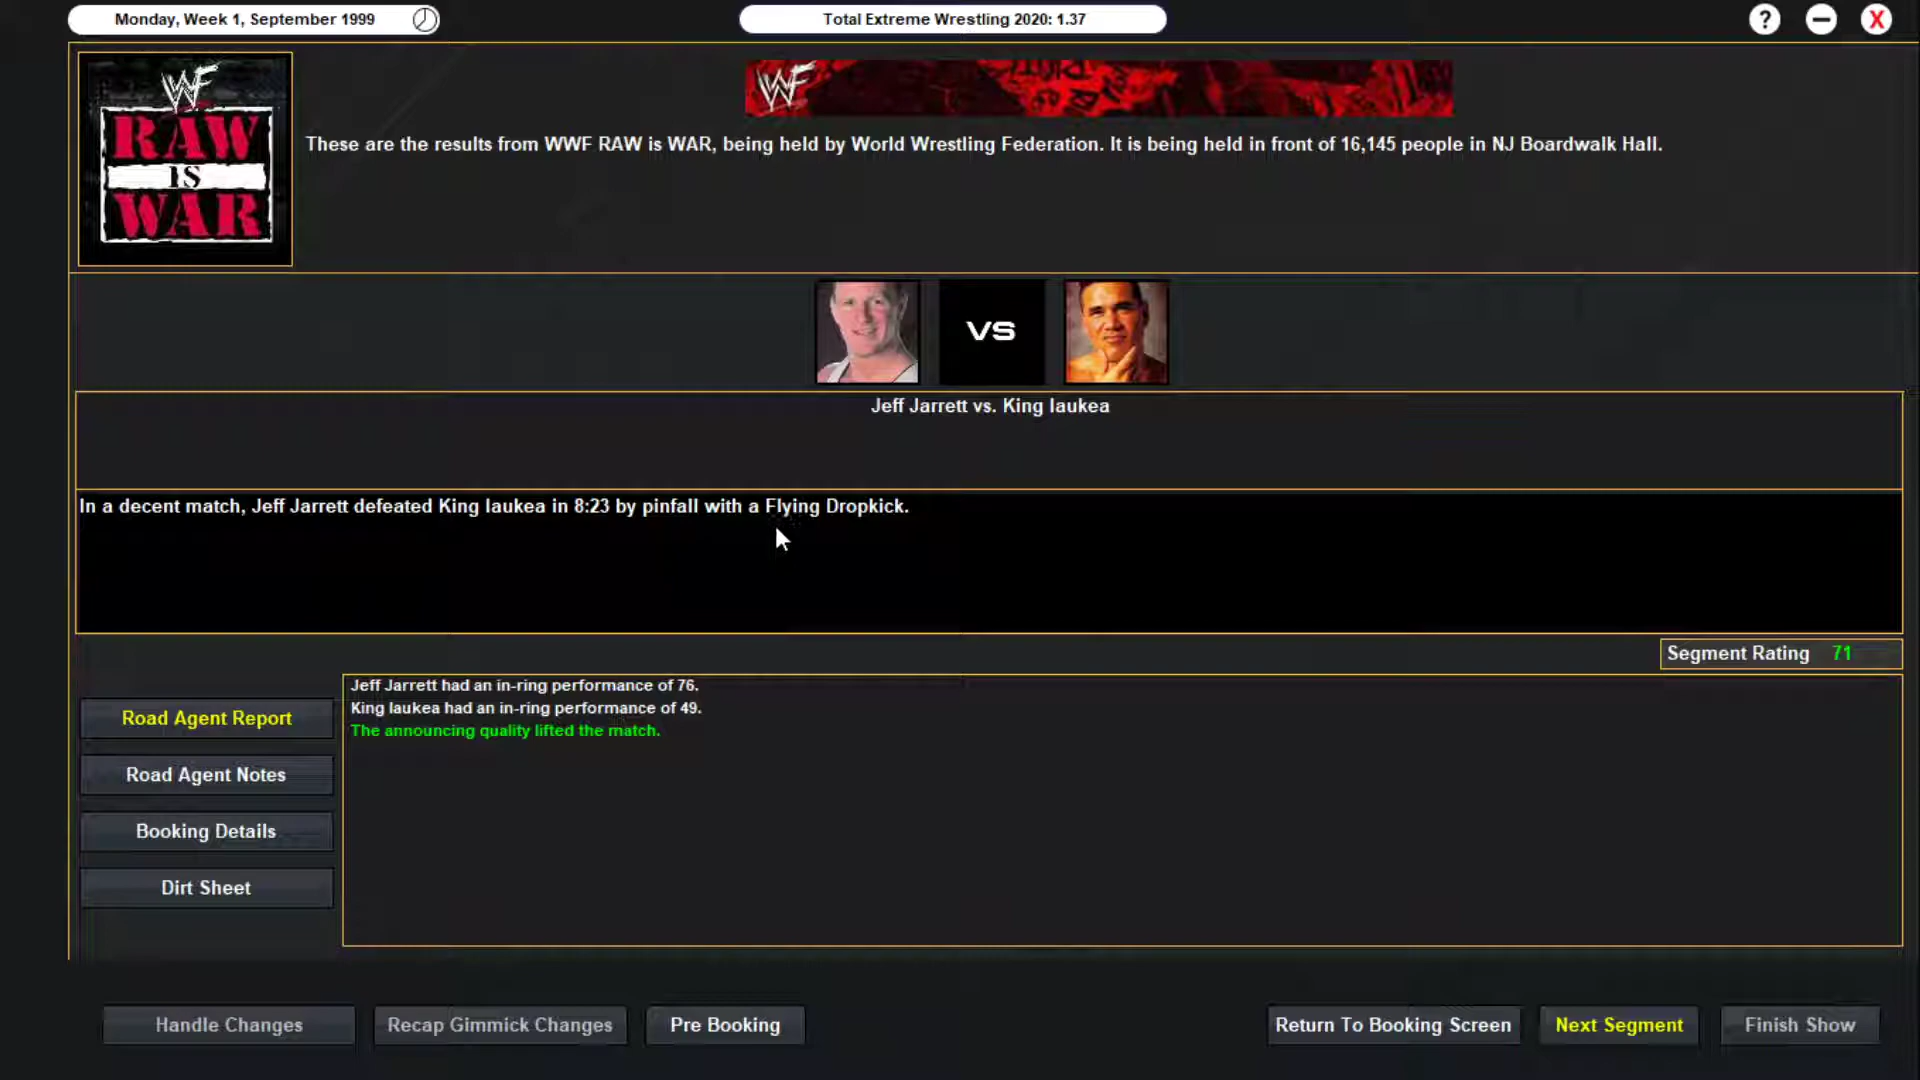 Monday, Week 1, September 1999
Total Extreme Wrestling 2020: 1.37
?
X
WF
RAW
IS
WAR
WF
These are the results from WWF RAW is WAR, being held by World Wrestling Federation. It is being held in front of 16,145 people in NJ Boardwalk Hall.
VS
Jeff Jarrett vs. King Iaukea
In a decent match, Jeff Jarrett defeated King Iaukea in 8:23 by pinfall with a Flying Dropkick.
Segment Rating 71
Road Agent Report
Road Agent Notes
Booking Details
Dirt Sheet
Jeff Jarrett had an in-ring performance of 76.
King Iaukea had an in-ring performance of 49.
The announcing quality lifted the match.
Handle Changes
Recap Gimmick Changes
Pre Booking
Return To Booking Screen
Next Segment
Finish Show